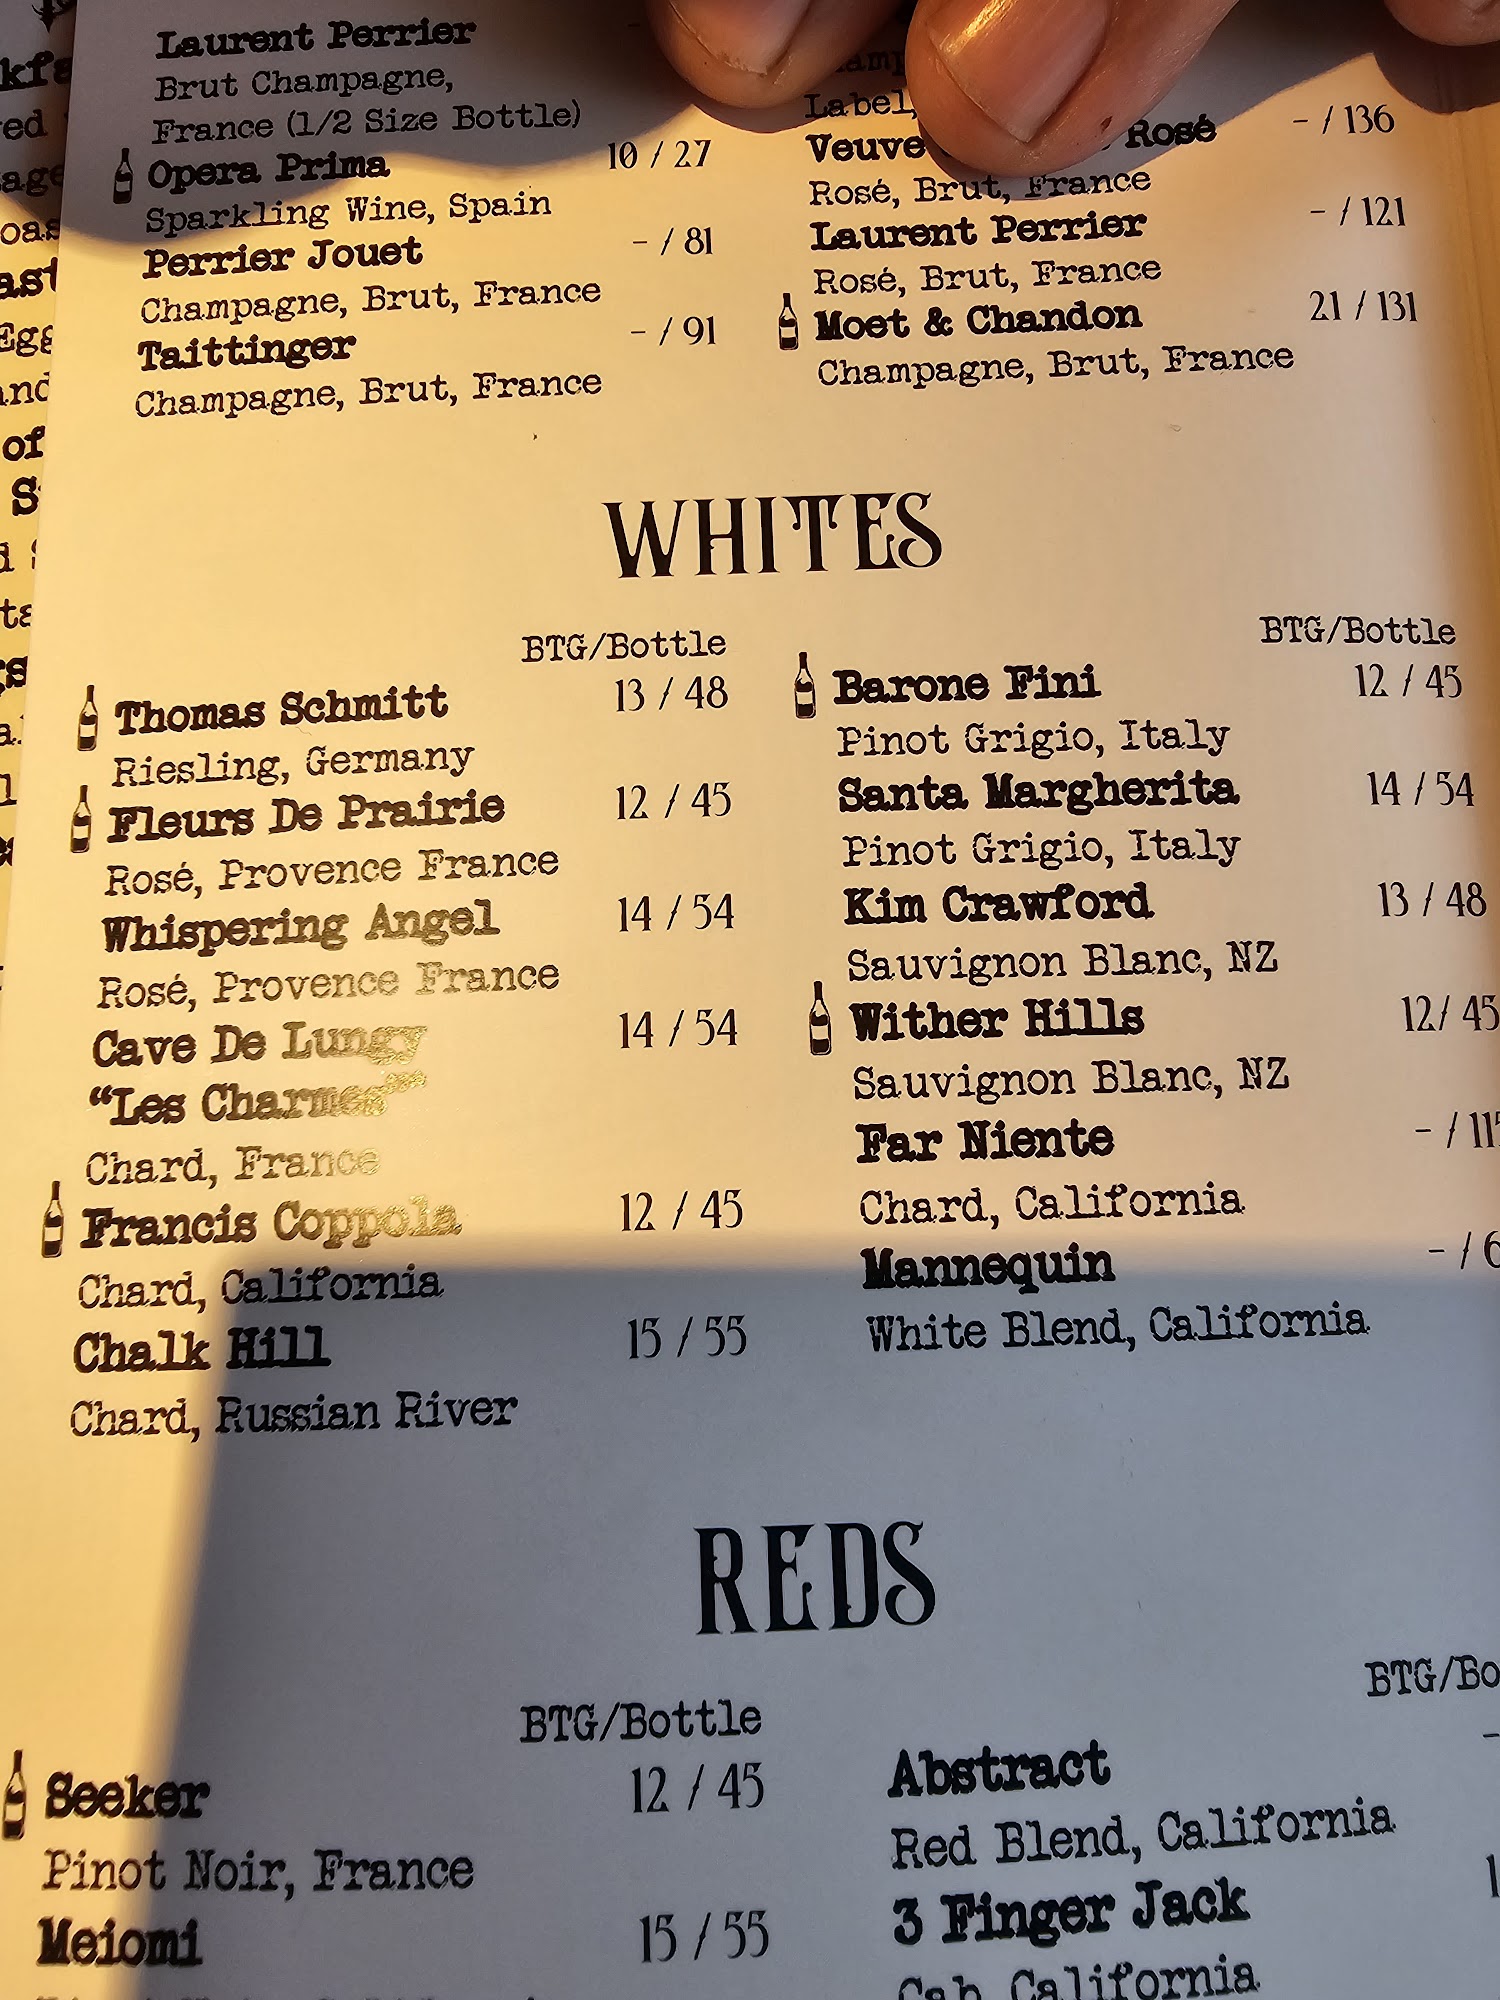 Laurent Perrier
Brut Champagne,
France (1/2 Size Bottle)
Opera Prima 10 / 27
Sparkling Wine, Spain
Perrier Jouet - / 81
Champagne, Brut, France
Taittinger - / 91
Champagne, Brut, France
Label,
Veuve Rosé - / 136
Rosé, Brut, France
Laurent Perrier - / 121
Rosé, Brut, France
Moet & Chandon 21 / 131
Champagne, Brut, France
WHITES
BTG/Bottle
Thomas Schmitt 13 / 48
Riesling, Germany
Fleurs De Prairie 12 / 45
Rosé, Provence France
Whispering Angel 14 / 54
Rosé, Provence France
Cave De Lungy 14 / 54
“Les Charmes”
Chard, France
Francis Coppola 12 / 45
Chard, California
Chalk Hill 15 / 55
Chard, Russian River
BTG/Bottle
Barone Fini 12 / 45
Pinot Grigio, Italy
Santa Margherita 14 / 54
Pinot Grigio, Italy
Kim Crawford 13 / 48
Sauvignon Blanc, NZ
Wither Hills 12/ 45
Sauvignon Blanc, NZ
Far Niente - /
Chard, California
Mannequin - /
White Blend, California
REDS
BTG/Bottle
Seeker 12 / 45
Pinot Noir, France
Meiomi 15 / 55
BTG/Bo
Abstract
Red Blend, California
3 Finger Jack
Cab, California